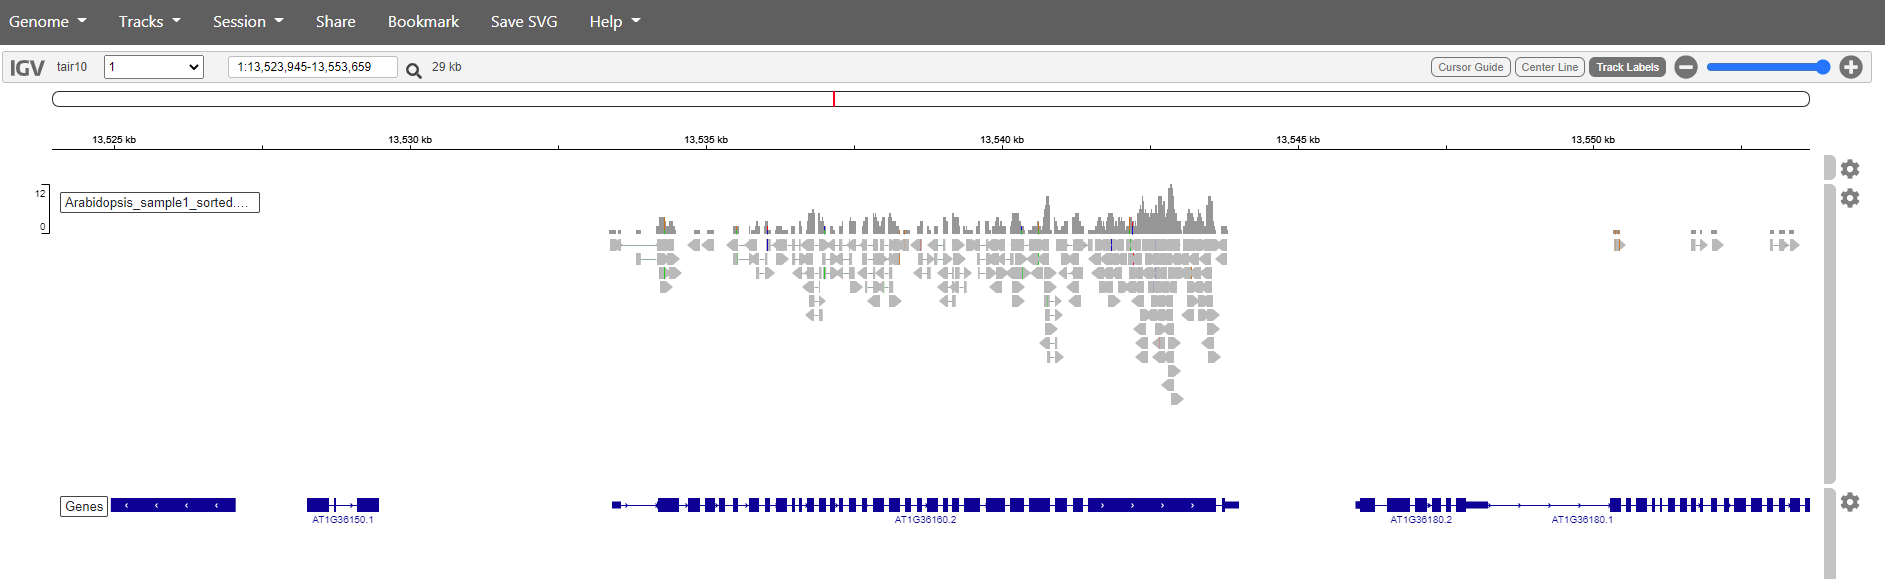 Genome Tracks Session Share Bookmark Save SVG Help
IGV tair10 1 1:13,523,945-13,553,659 29 kb Cursor Guide Center Line Track Labels
13,525 kb 13,530 kb 13,535 kb 13,540 kb 13,545 kb 13,550 kb
12
Arabidopsis_sample1_sorted....
0
Genes
AT1G36150.1 AT1G36160.2 AT1G36180.2 AT1G36180.1